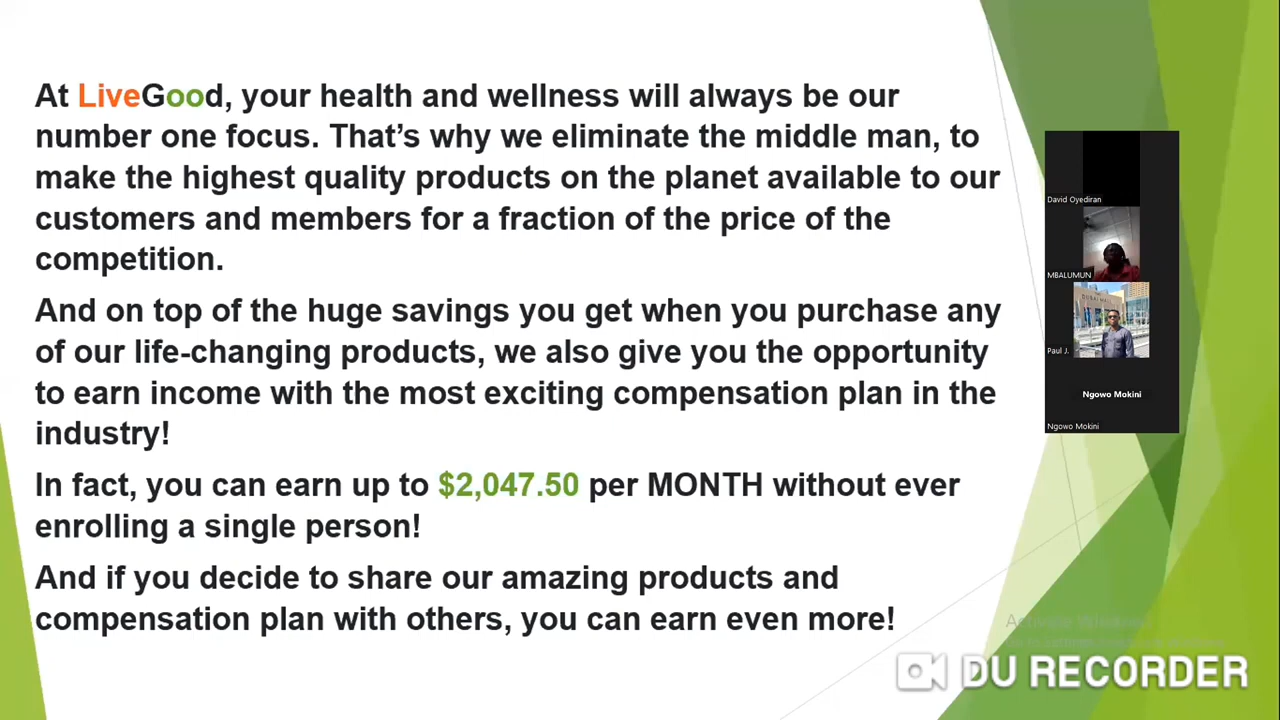 At LiveGood, your health and wellness will always be our
number one focus. That’s why we eliminate the middle man, to
make the highest quality products on the planet available to our
customers and members for a fraction of the price of the
competition.
And on top of the huge savings you get when you purchase any
of our life-changing products, we also give you the opportunity
to earn income with the most exciting compensation plan in the
industry!
In fact, you can earn up to $2,047.50 per MONTH without ever
enrolling a single person!
And if you decide to share our amazing products and
compensation plan with others, you can earn even more!
David Oyediran
MBALUMUN
Paul J.
Ngowo Mokini
Ngowo Mokini
Activate Windows
DU RECORDER